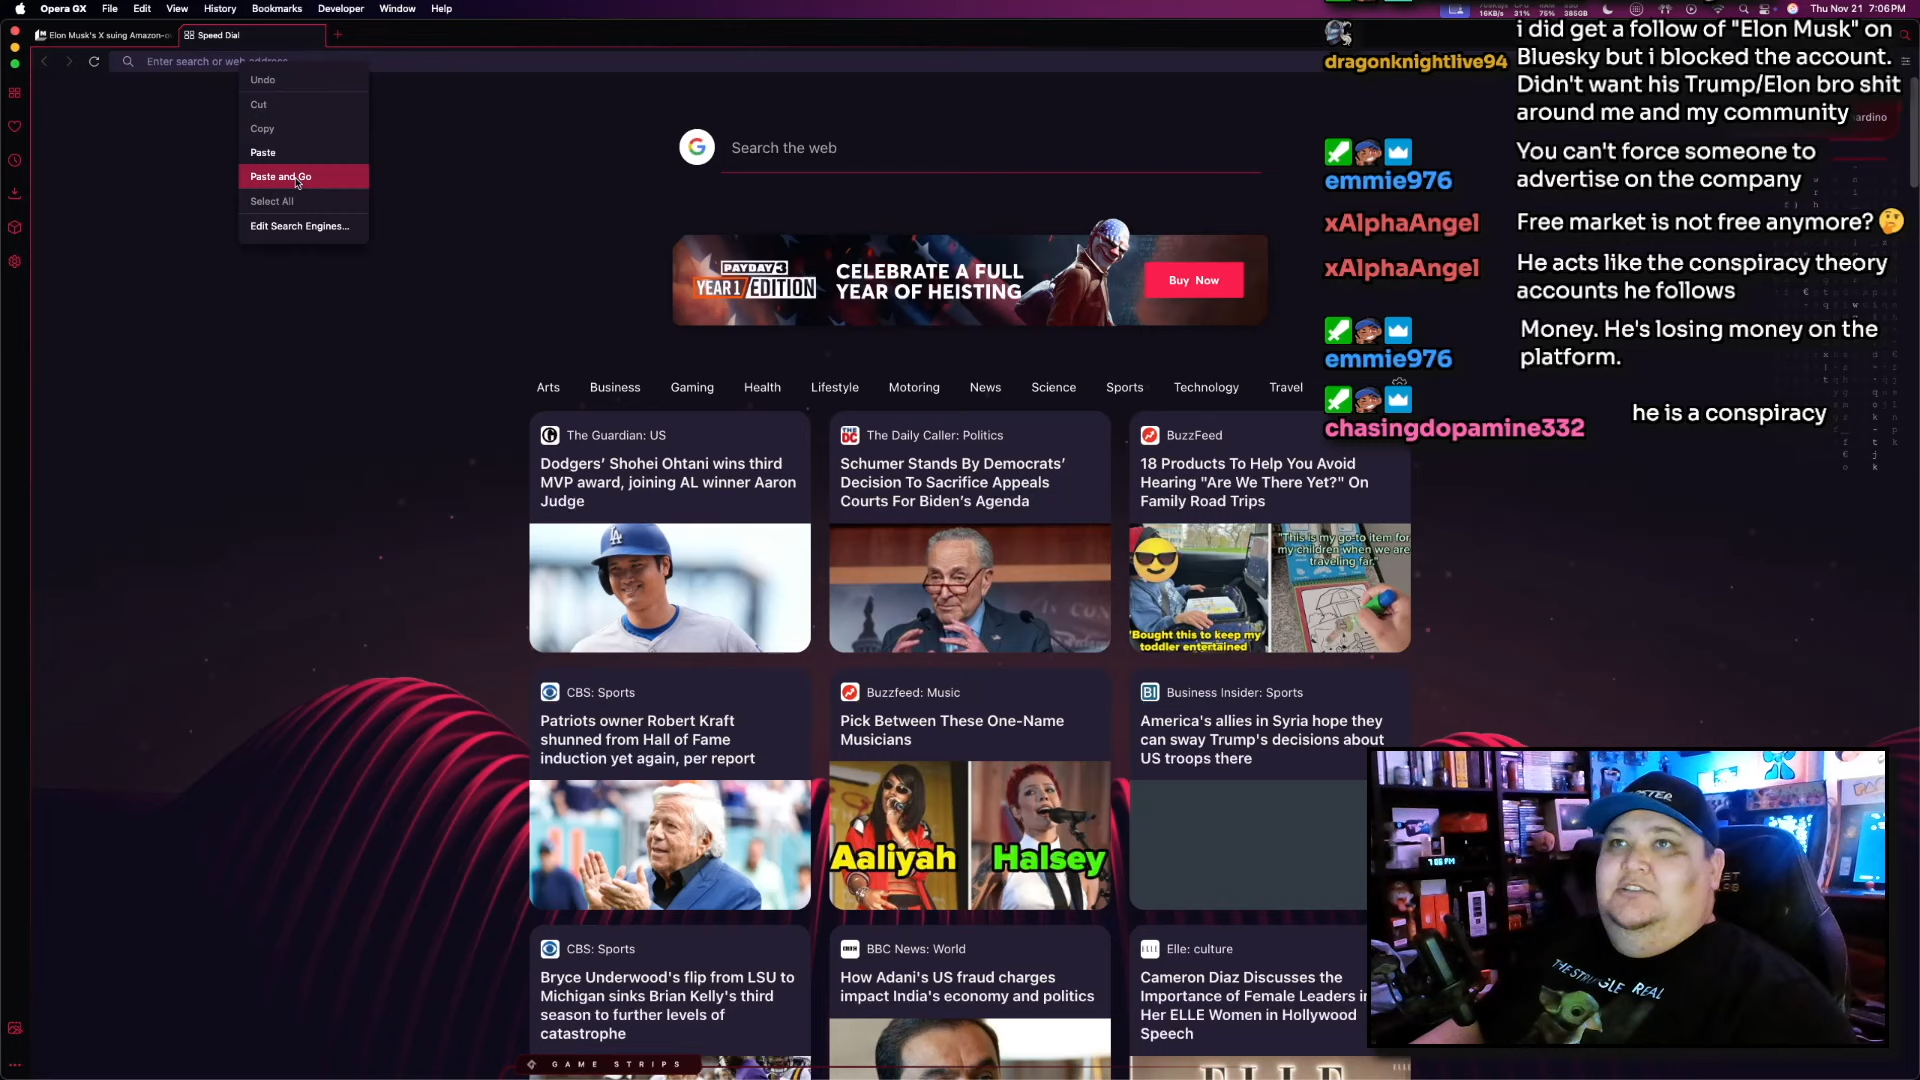 Opera GX File Edit View History Bookmarks Developer Window Help
16KB/s 31% 75% 385GB
Thu Nov 21 7:06 PM
Elon Musk's X suing Amazon-o
Speed Dial
Enter search or web address
Undo
Cut
Copy
Paste
Paste and Go
Select All
Edit Search Engines...
Search the web
PAYDAY 3
YEAR 1 EDITION
CELEBRATE A FULL
YEAR OF HEISTING
Buy Now
Arts Business Gaming Health Lifestyle Motoring News Science Sports Technology Travel
The Guardian: US
Dodgers' Shohei Ohtani wins third
MVP award, joining AL winner Aaron
Judge
The Daily Caller: Politics
Schumer Stands By Democrats'
Decision To Sacrifice Appeals
Courts For Biden's Agenda
BuzzFeed
18 Products To Help You Avoid
Hearing "Are We There Yet?" On
Family Road Trips
"This is my go-to item for
my children when we are
traveling far."
"Bought this to keep my
toddler entertained
CBS: Sports
Patriots owner Robert Kraft
shunned from Hall of Fame
induction yet again, per report
Buzzfeed: Music
Pick Between These One-Name
Musicians
Aaliyah
Halsey
Business Insider: Sports
America's allies in Syria hope they
can sway Trump's decisions about
US troops there
CBS: Sports
Bryce Underwood's flip from LSU to
Michigan sinks Brian Kelly's third
season to further levels of
catastrophe
BBC News: World
How Adani's US fraud charges
impact India's economy and politics
Elle: culture
Cameron Diaz Discusses the
Importance of Female Leaders in
Her ELLE Women in Hollywood
Speech
ELLE
GAME STRIPS
dragonknightlive94
i did get a follow of "Elon Musk" on
Bluesky but i blocked the account.
Didn't want his Trump/Elon bro shit
around me and my community
emmie976
You can't force someone to
advertise on the company
xAlphaAngel
Free market is not free anymore? 🤔
xAlphaAngel
He acts like the conspiracy theory
accounts he follows
emmie976
Money. He's losing money on the
platform.
chasingdopamine332
he is a conspiracy
7:06 PM
THE STRUGGLE REAL